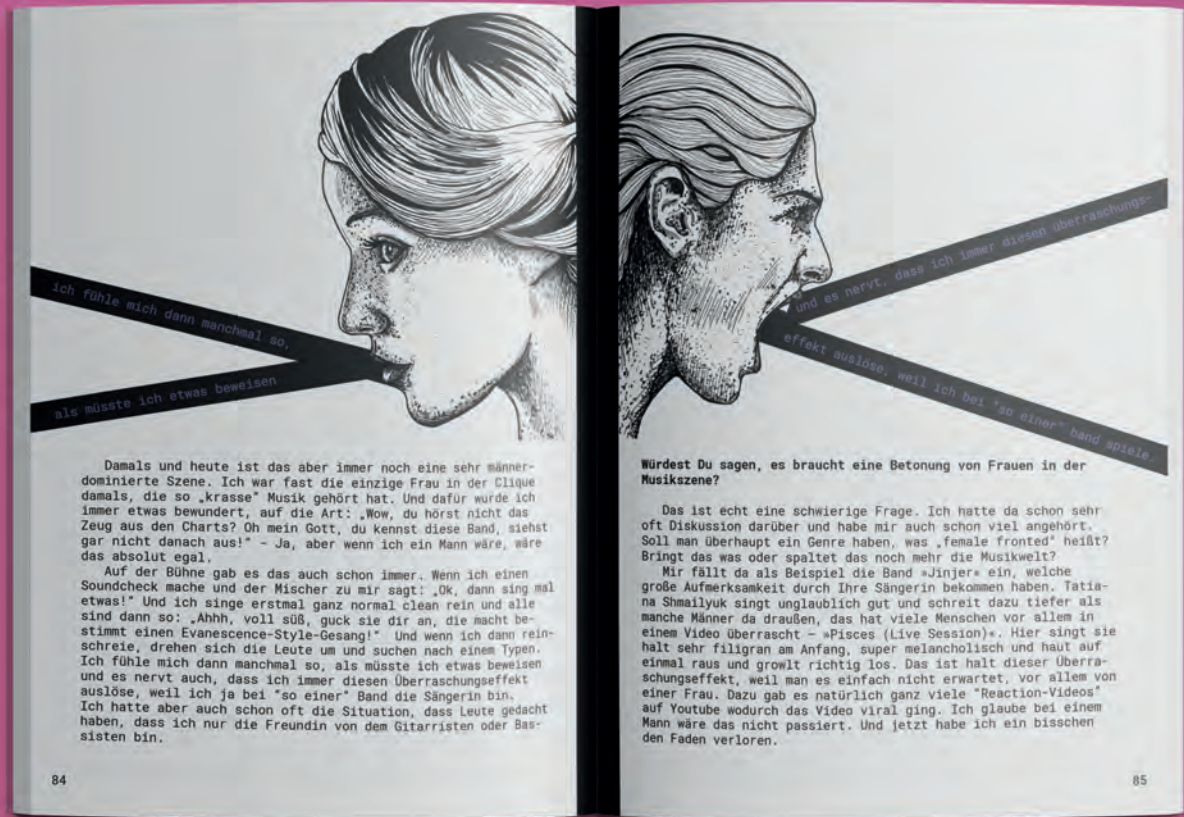 ich fühle mich dann manchmal so,
als müsste ich etwas beweisen
Damals und heute ist das aber immer noch eine sehr männer-
dominierte Szene. Ich war fast die einzige Frau in der Clique
damals, die so „krasse" Musik gehört hat. Und dafür wurde ich
immer etwas bewundert, auf die Art: „Wow, du hörst nicht das
Zeug aus den Charts? Oh mein Gott, du kennst diese Band, siehst
gar nicht danach aus!" – Ja, aber wenn ich ein Mann wäre, wäre
das absolut egal.
Auf der Bühne gab es das auch schon immer. Wenn ich einen
Soundcheck mache und der Mischer zu mir sagt: „Ok, dann sing mal
etwas!" Und ich singe erstmal ganz normal clean rein und alle
sind dann so: „Ahhh, voll süß, guck sie dir an, die macht be-
stimmt einen Evanescence-Style-Gesang!" Und wenn ich dann rein-
schreie, drehen sich die Leute um und suchen nach einem Typen.
Ich fühle mich dann manchmal so, als müsste ich etwas beweisen
und es nervt auch, dass ich immer diesen Überraschungseffekt
auslöse, weil ich ja bei "so einer" Band die Sängerin bin.
Ich hatte aber auch schon oft die Situation, dass Leute gedacht
haben, dass ich nur die Freundin von dem Gitarristen oder Bas-
sisten bin.
84
und es nervt, dass ich immer diesen überraschungs-
effekt auslöse, weil ich bei "so einer" band spiele.
Würdest Du sagen, es braucht eine Betonung von Frauen in der
Musikszene?
Das ist echt eine schwierige Frage. Ich hatte da schon sehr
oft Diskussion darüber und habe mir auch schon viel angehört.
Soll man überhaupt ein Genre haben, was „female fronted" heißt?
Bringt das was oder spaltet das noch mehr die Musikwelt?
Mir fällt da als Beispiel die Band »Jinjer« ein, welche
große Aufmerksamkeit durch Ihre Sängerin bekommen haben. Tatia-
na Shmailyuk singt unglaublich gut und schreit dazu tiefer als
manche Männer da draußen, das hat viele Menschen vor allem in
einem Video überrascht – »Pisces (Live Session)«. Hier singt sie
halt sehr filigran am Anfang, super melancholisch und haut auf
einmal raus und growlt richtig los. Das ist halt dieser Überra-
schungseffekt, weil man es einfach nicht erwartet, vor allem von
einer Frau. Dazu gab es natürlich ganz viele "Reaction-Videos"
auf Youtube wodurch das Video viral ging. Ich glaube bei einem
Mann wäre das nicht passiert. Und jetzt habe ich ein bisschen
den Faden verloren.
85